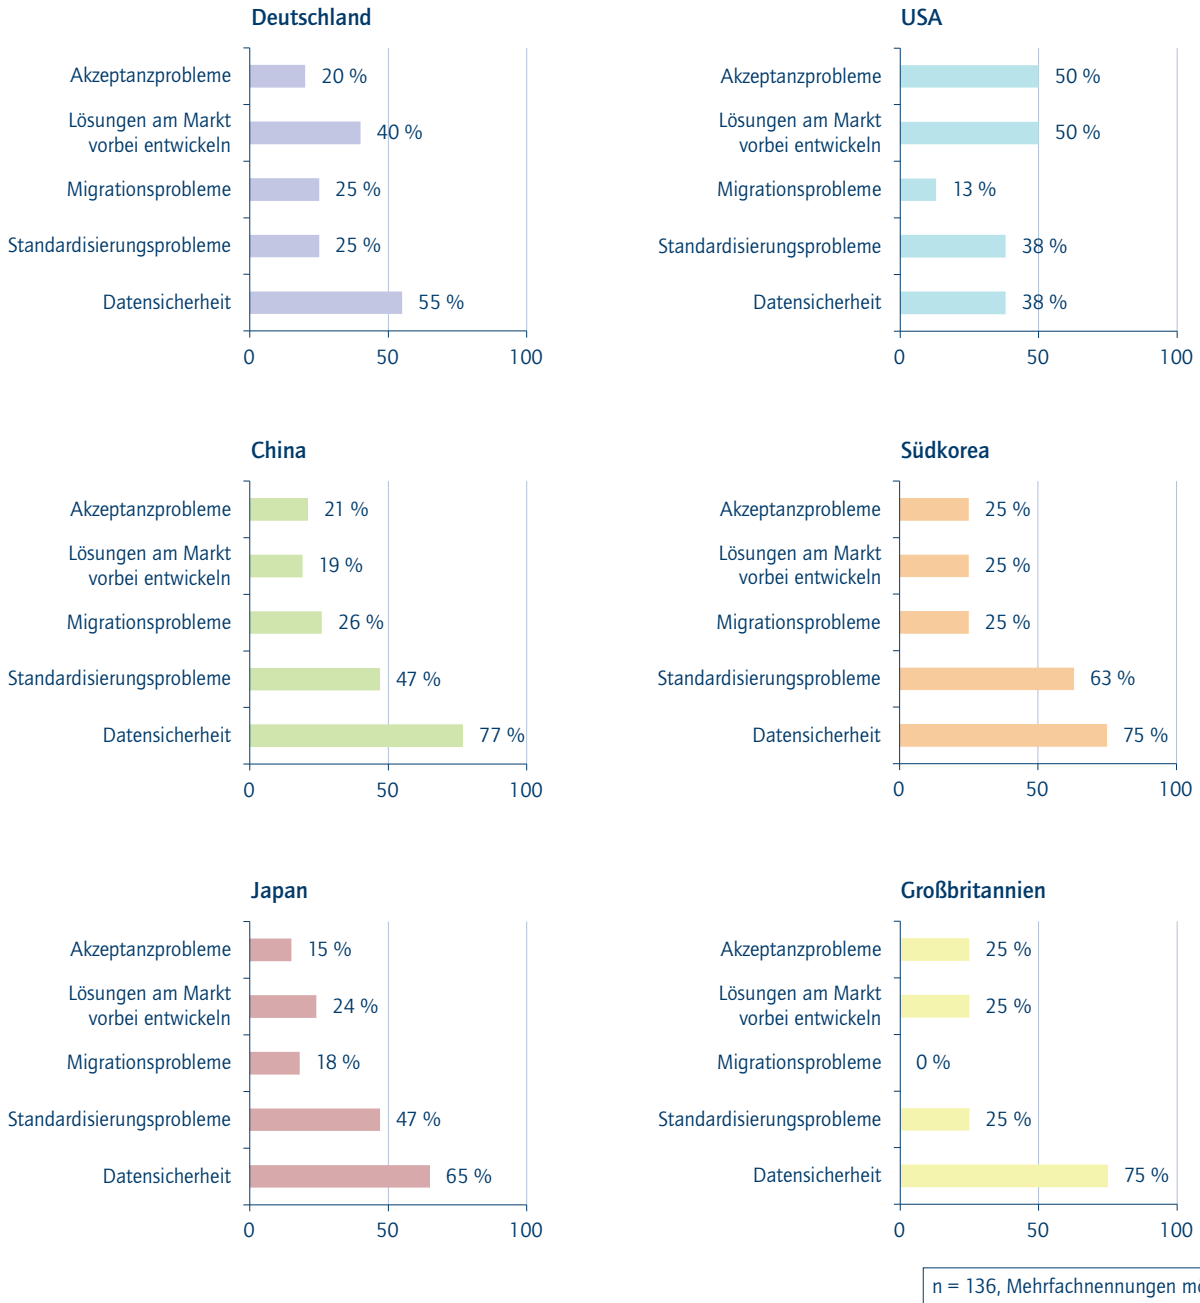 Deutschland
Akzeptanzprobleme
20 %
Lösungen am Markt
vorbei entwickeln
40 %
Migrationsprobleme
25 %
Standardisierungsprobleme
25 %
Datensicherheit
55 %
0 50 100
USA
Akzeptanzprobleme
50 %
Lösungen am Markt
vorbei entwickeln
50 %
Migrationsprobleme
13 %
Standardisierungsprobleme
38 %
Datensicherheit
38 %
0 50 100
China
Akzeptanzprobleme
21 %
Lösungen am Markt
vorbei entwickeln
19 %
Migrationsprobleme
26 %
Standardisierungsprobleme
47 %
Datensicherheit
77 %
0 50 100
Südkorea
Akzeptanzprobleme
25 %
Lösungen am Markt
vorbei entwickeln
25 %
Migrationsprobleme
25 %
Standardisierungsprobleme
63 %
Datensicherheit
75 %
0 50 100
Japan
Akzeptanzprobleme
15 %
Lösungen am Markt
vorbei entwickeln
24 %
Migrationsprobleme
18 %
Standardisierungsprobleme
47 %
Datensicherheit
65 %
0 50 100
Großbritannien
Akzeptanzprobleme
25 %
Lösungen am Markt
vorbei entwickeln
25 %
Migrationsprobleme
0 %
Standardisierungsprobleme
25 %
Datensicherheit
75 %
0 50 100
n = 136, Mehrfachnennungen